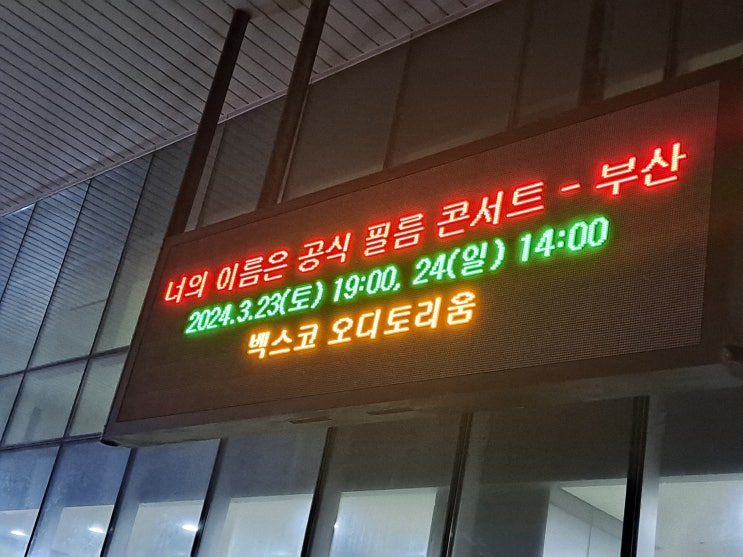 너의 이름은 공식 필름 콘서트 - 부산
2024.3.23(토) 19:00, 24(일) 14:00
벡스코 오디토리움